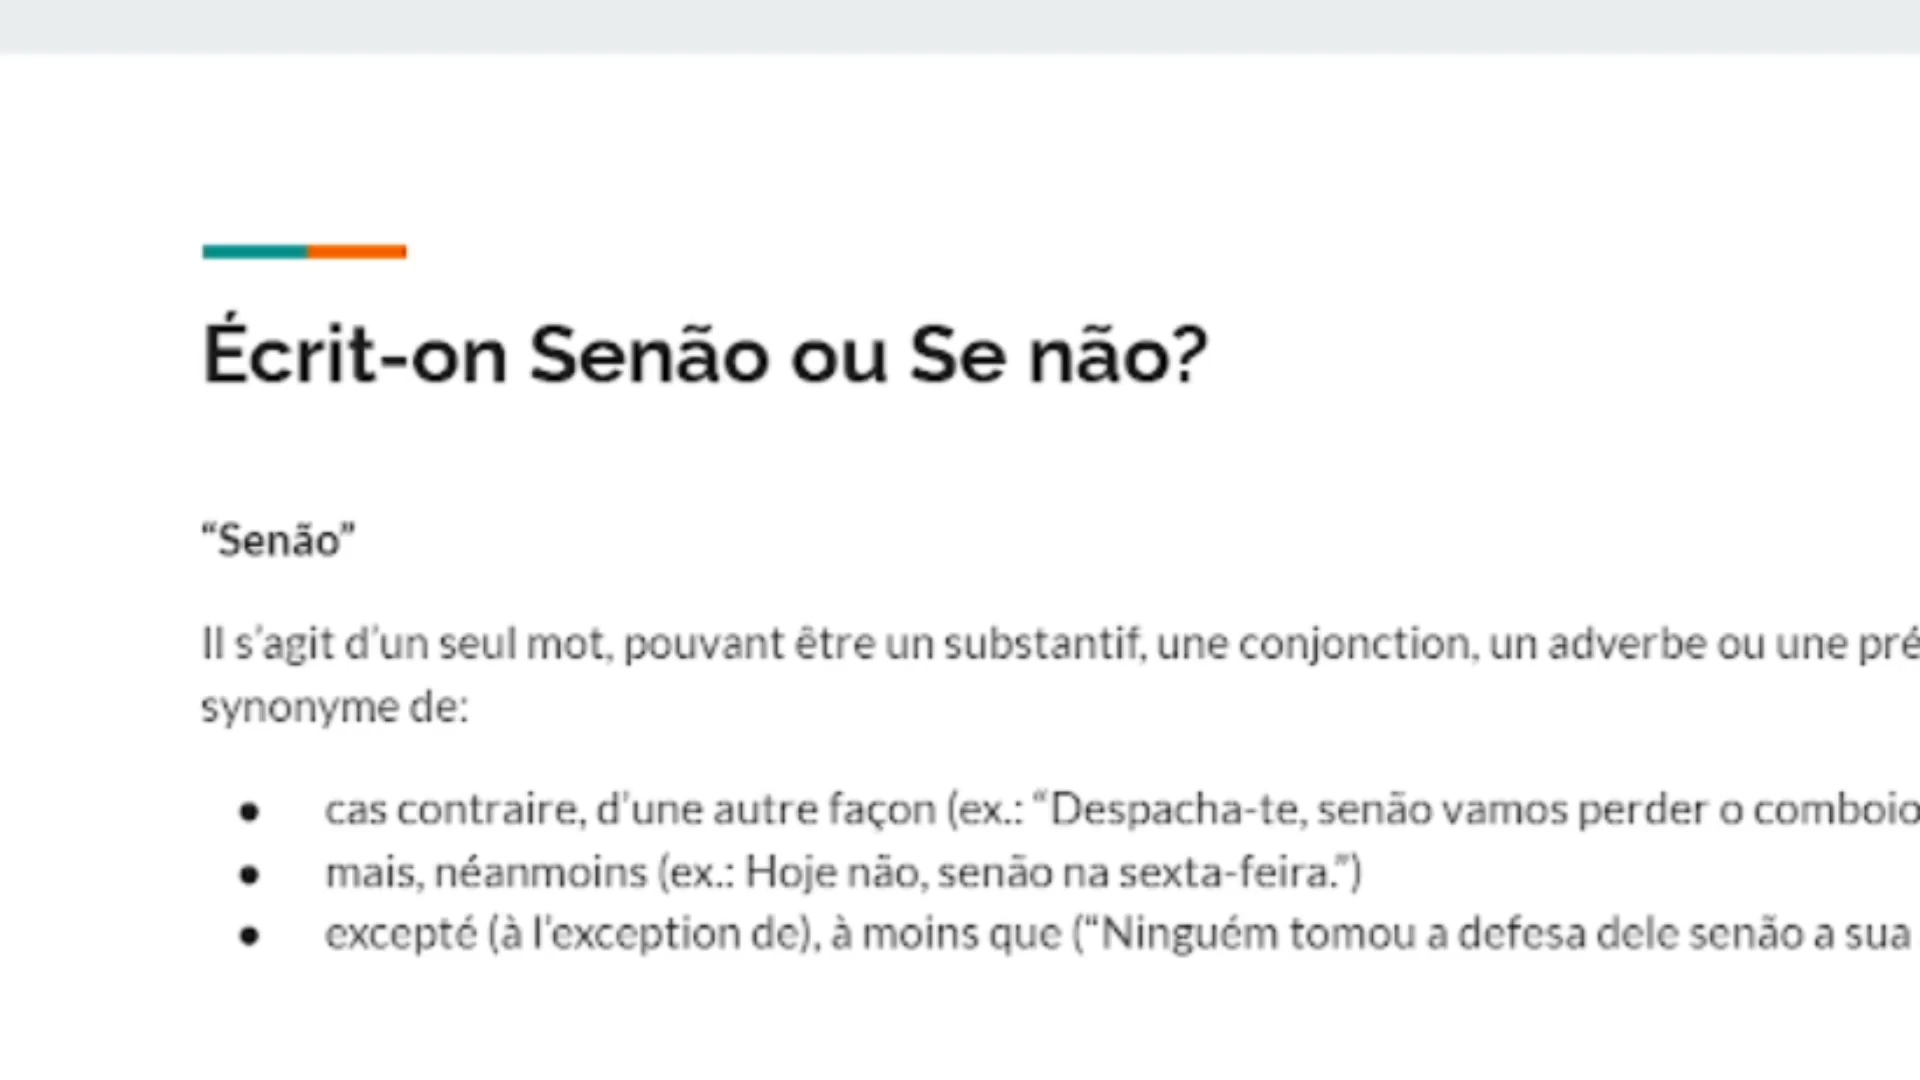 Écrit-on Senão ou Se não?
“Senão”
Il s’agit d’un seul mot, pouvant être un substantif, une conjonction, un adverbe ou une pré
synonyme de:
● cas contraire, d’une autre façon (ex.: “Despacha-te, senão vamos perder o comboio
● mais, néanmoins (ex.: Hoje não, senão na sexta-feira.”)
● excepté (à l’exception de), à moins que (“Ninguém tomou a defesa dele senão a sua